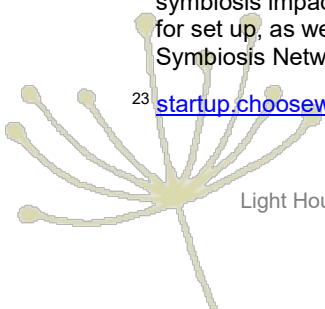 symbiosis impac
for set up, as we
Symbiosis Netw
23 startup.choosew
Light Hou